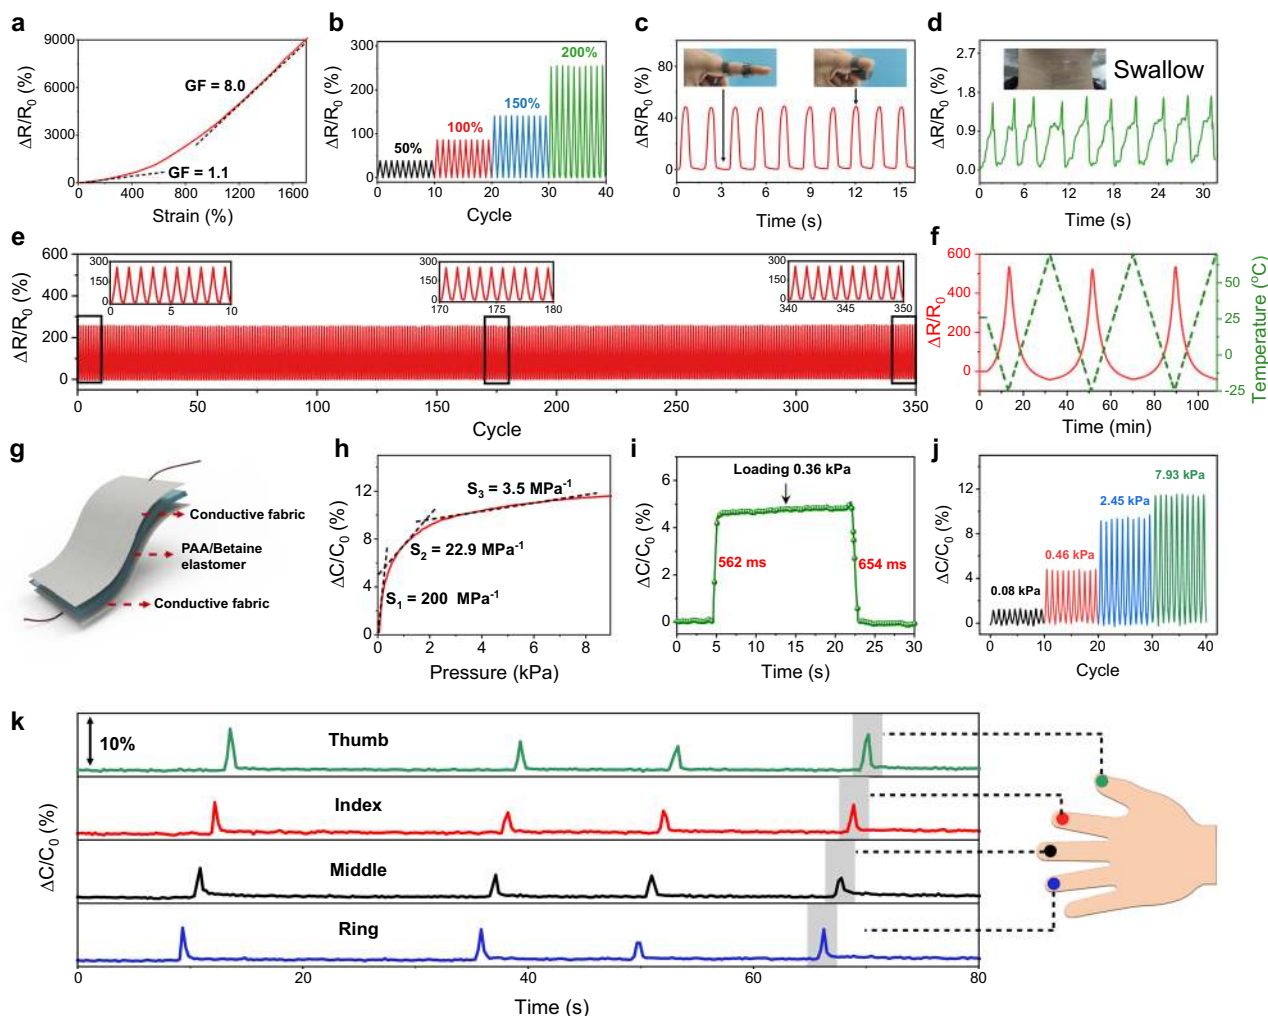 a
9000
6000
3000
0
ΔR/R0 (%)
GF = 8.0
GF = 1.1
0 400 800 1200 1600
Strain (%)
b
300
200
100
0
ΔR/R0 (%)
50%
100%
150%
200%
0 10 20 30 40
Cycle
c
80
40
0
ΔR/R0 (%)
0 3 6 9 12 15
Time (s)
d
2.7
1.8
0.9
0.0
ΔR/R0 (%)
Swallow
0 6 12 18 24 30
Time (s)
e
600
400
200
0
ΔR/R0 (%)
300
150
0
0 5 10
300
150
0
170 175 180
300
150
0
340 345 350
0 50 100 150 200 250 300 350
Cycle
f
600
400
200
0
ΔR/R0
50
25
0
-25
Temperature (ºC)
0 20 40 60 80 100
Time (min)
g
Conductive fabric
PAA/Betaine
elastomer
Conductive fabric
h
12
8
4
0
ΔC/C0 (%)
S3 = 3.5 MPa-1
S2 = 22.9 MPa-1
S1 = 200 MPa-1
0 2 4 6 8
Pressure (kPa)
i
6
4
2
0
ΔC/C0 (%)
Loading 0.36 kPa
562 ms
654 ms
0 5 10 15 20 25 30
Time (s)
j
12
8
4
0
ΔC/C0 (%)
0.08 kPa
0.46 kPa
2.45 kPa
7.93 kPa
0 10 20 30 40
Cycle
k
10%
ΔC/C0 (%)
Thumb
Index
Middle
Ring
0 20 40 60 80
Time (s)